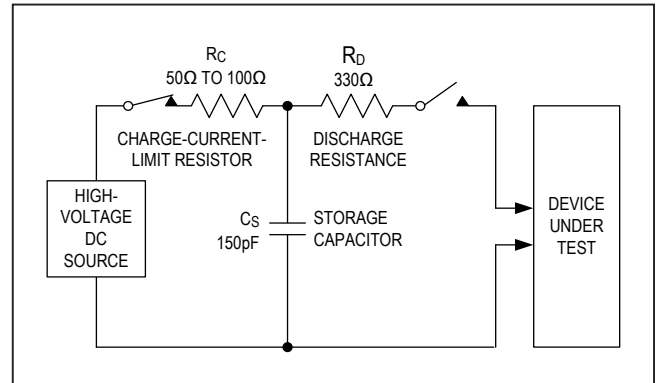 RC
50Ω TO 100Ω
RD
330Ω
CHARGE-CURRENT-
LIMIT RESISTOR
DISCHARGE
RESISTANCE
HIGH-
VOLTAGE
DC
SOURCE
CS
150pF
STORAGE
CAPACITOR
DEVICE
UNDER
TEST